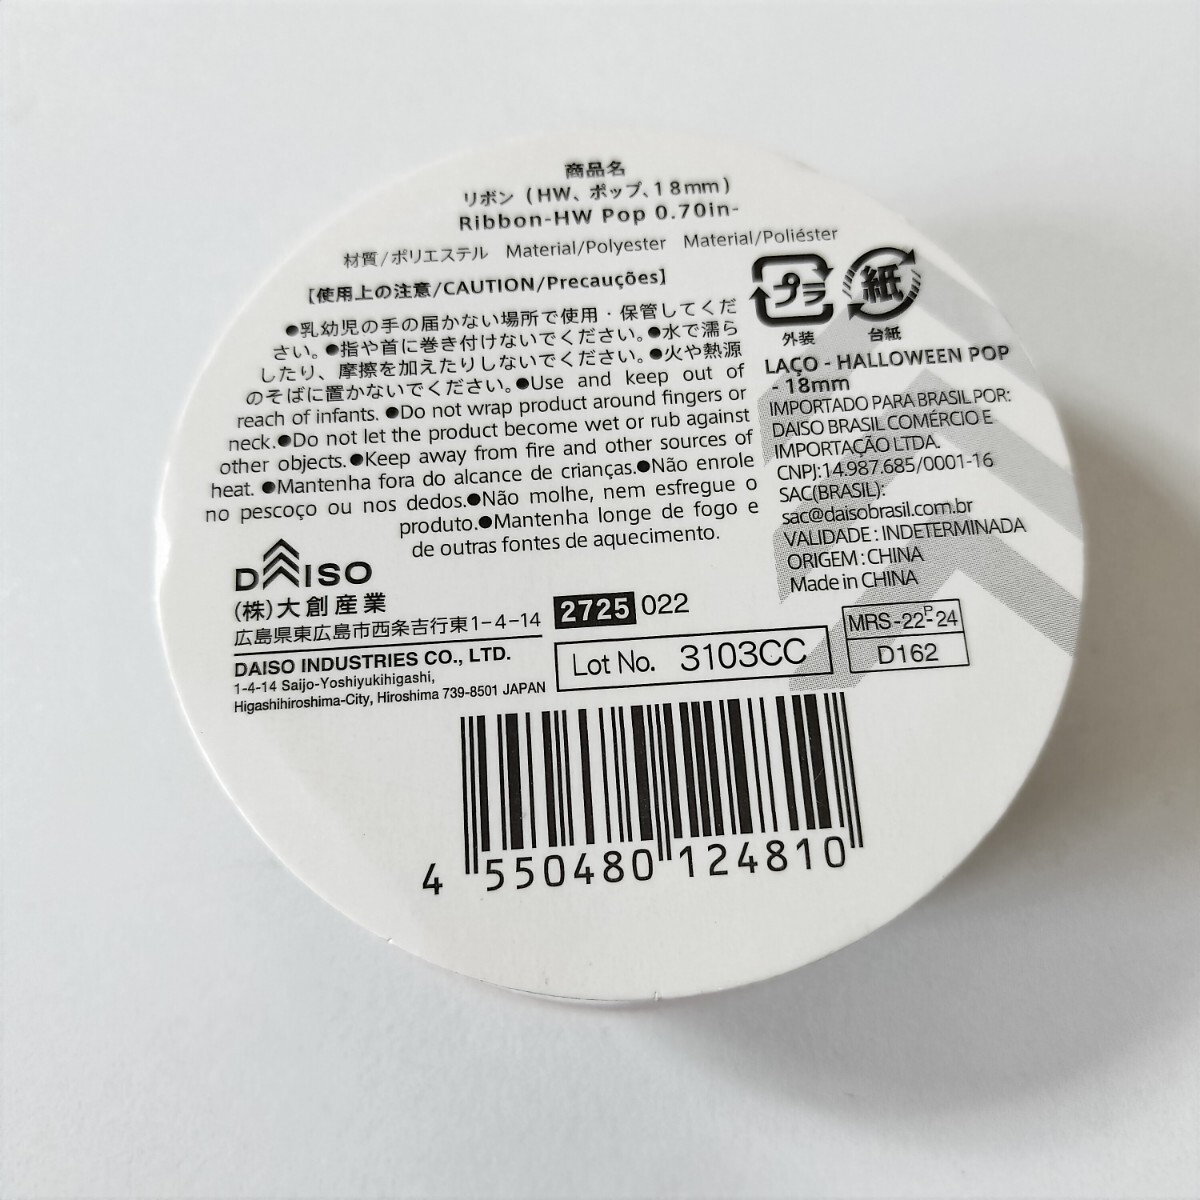 商品名
リボン（HW、ポップ、18mm）
Ribbon-HW Pop 0.70in-
材質/ポリエステル Material/Polyester Material/Poliéster
【使用上の注意/CAUTION/Precauções】
●乳幼児の手の届かない場所で使用・保管してくだ
さい。●指や首に巻き付けないでください。●水で濡ら
したり、摩擦を加えたりしないでください。●火や熱源
のそばに置かないでください。●Use and keep out of
reach of infants. ●Do not wrap product around fingers or
neck.●Do not let the product become wet or rub against
other objects.●Keep away from fire and other sources of
heat. ●Mantenha fora do alcance de crianças.●Não enrole
no pescoço ou nos dedos.●Não molhe, nem esfregue o
produto.●Mantenha longe de fogo e
de outras fontes de aquecimento.
プラ
外装
紙
台紙
LAÇO - HALLOWEEN POP
- 18mm
IMPORTADO PARA BRASIL POR:
DAISO BRASIL COMÉRCIO E
IMPORTAÇÃO LTDA.
CNPJ:14.987.685/0001-16
SAC(BRASIL):
sac@daisobrasil.com.br
VALIDADE : INDETERMINADA
ORIGEM : CHINA
Made in CHINA
DAISO
(株)大創産業
広島県東広島市西条吉行東1-4-14
DAISO INDUSTRIES CO., LTD.
1-4-14 Saijo-Yoshiyukihigashi,
Higashihiroshima-City, Hiroshima 739-8501 JAPAN
2725 022
Lot No. 3103CC
MRS-22-P-24
D162
4 550480 124810